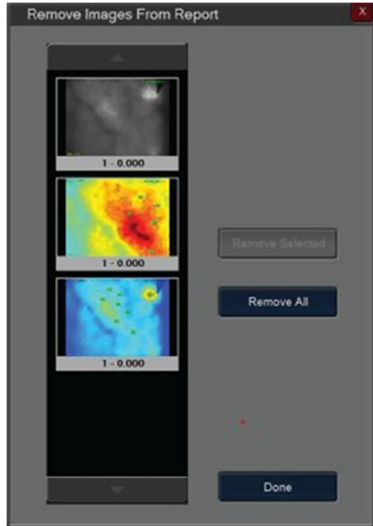 Remove Images From Report
X
1 - 0.000
1 - 0.000
Remove Selected
Remove All
1 - 0.000
Done